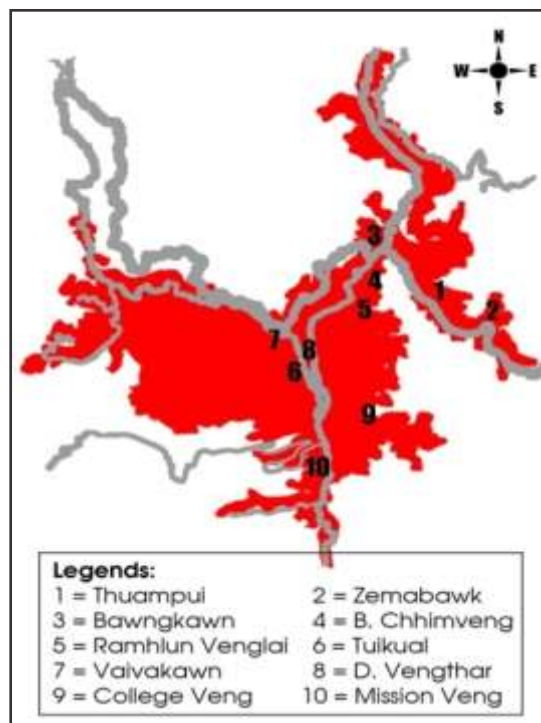 N
W E
S
3
4
1
5
2
7
8
6
9
10
Legends:
1 = Thuampui 2 = Zemabawk
3 = Bawngkawn 4 = B. Chhimveng
5 = Ramhlun Venglai 6 = Tuikual
7 = Vaivakawn 8 = D. Vengthar
9 = College Veng 10 = Mission Veng